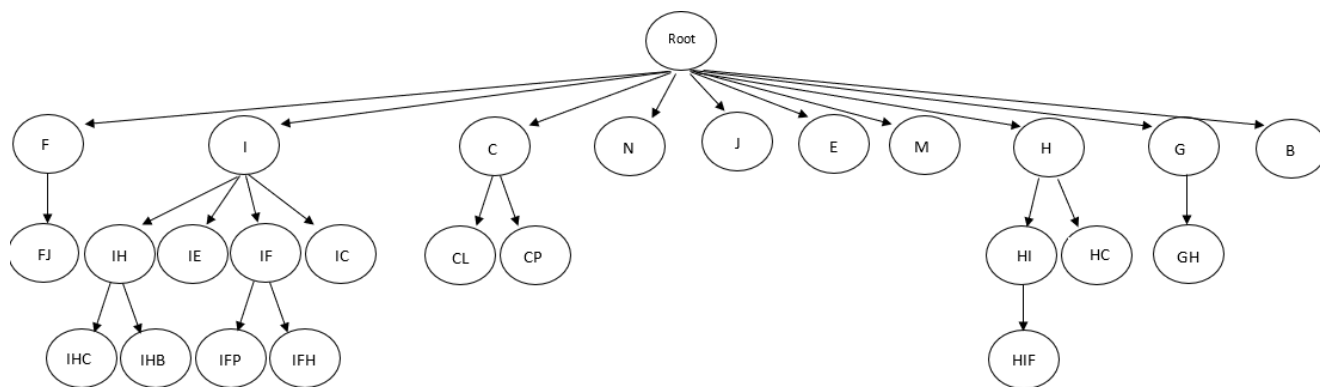 Root
F I C N J E M H G B
FJ IH IE IF IC CL CP HI HC GH
IHC IHB IFP IFH HIF